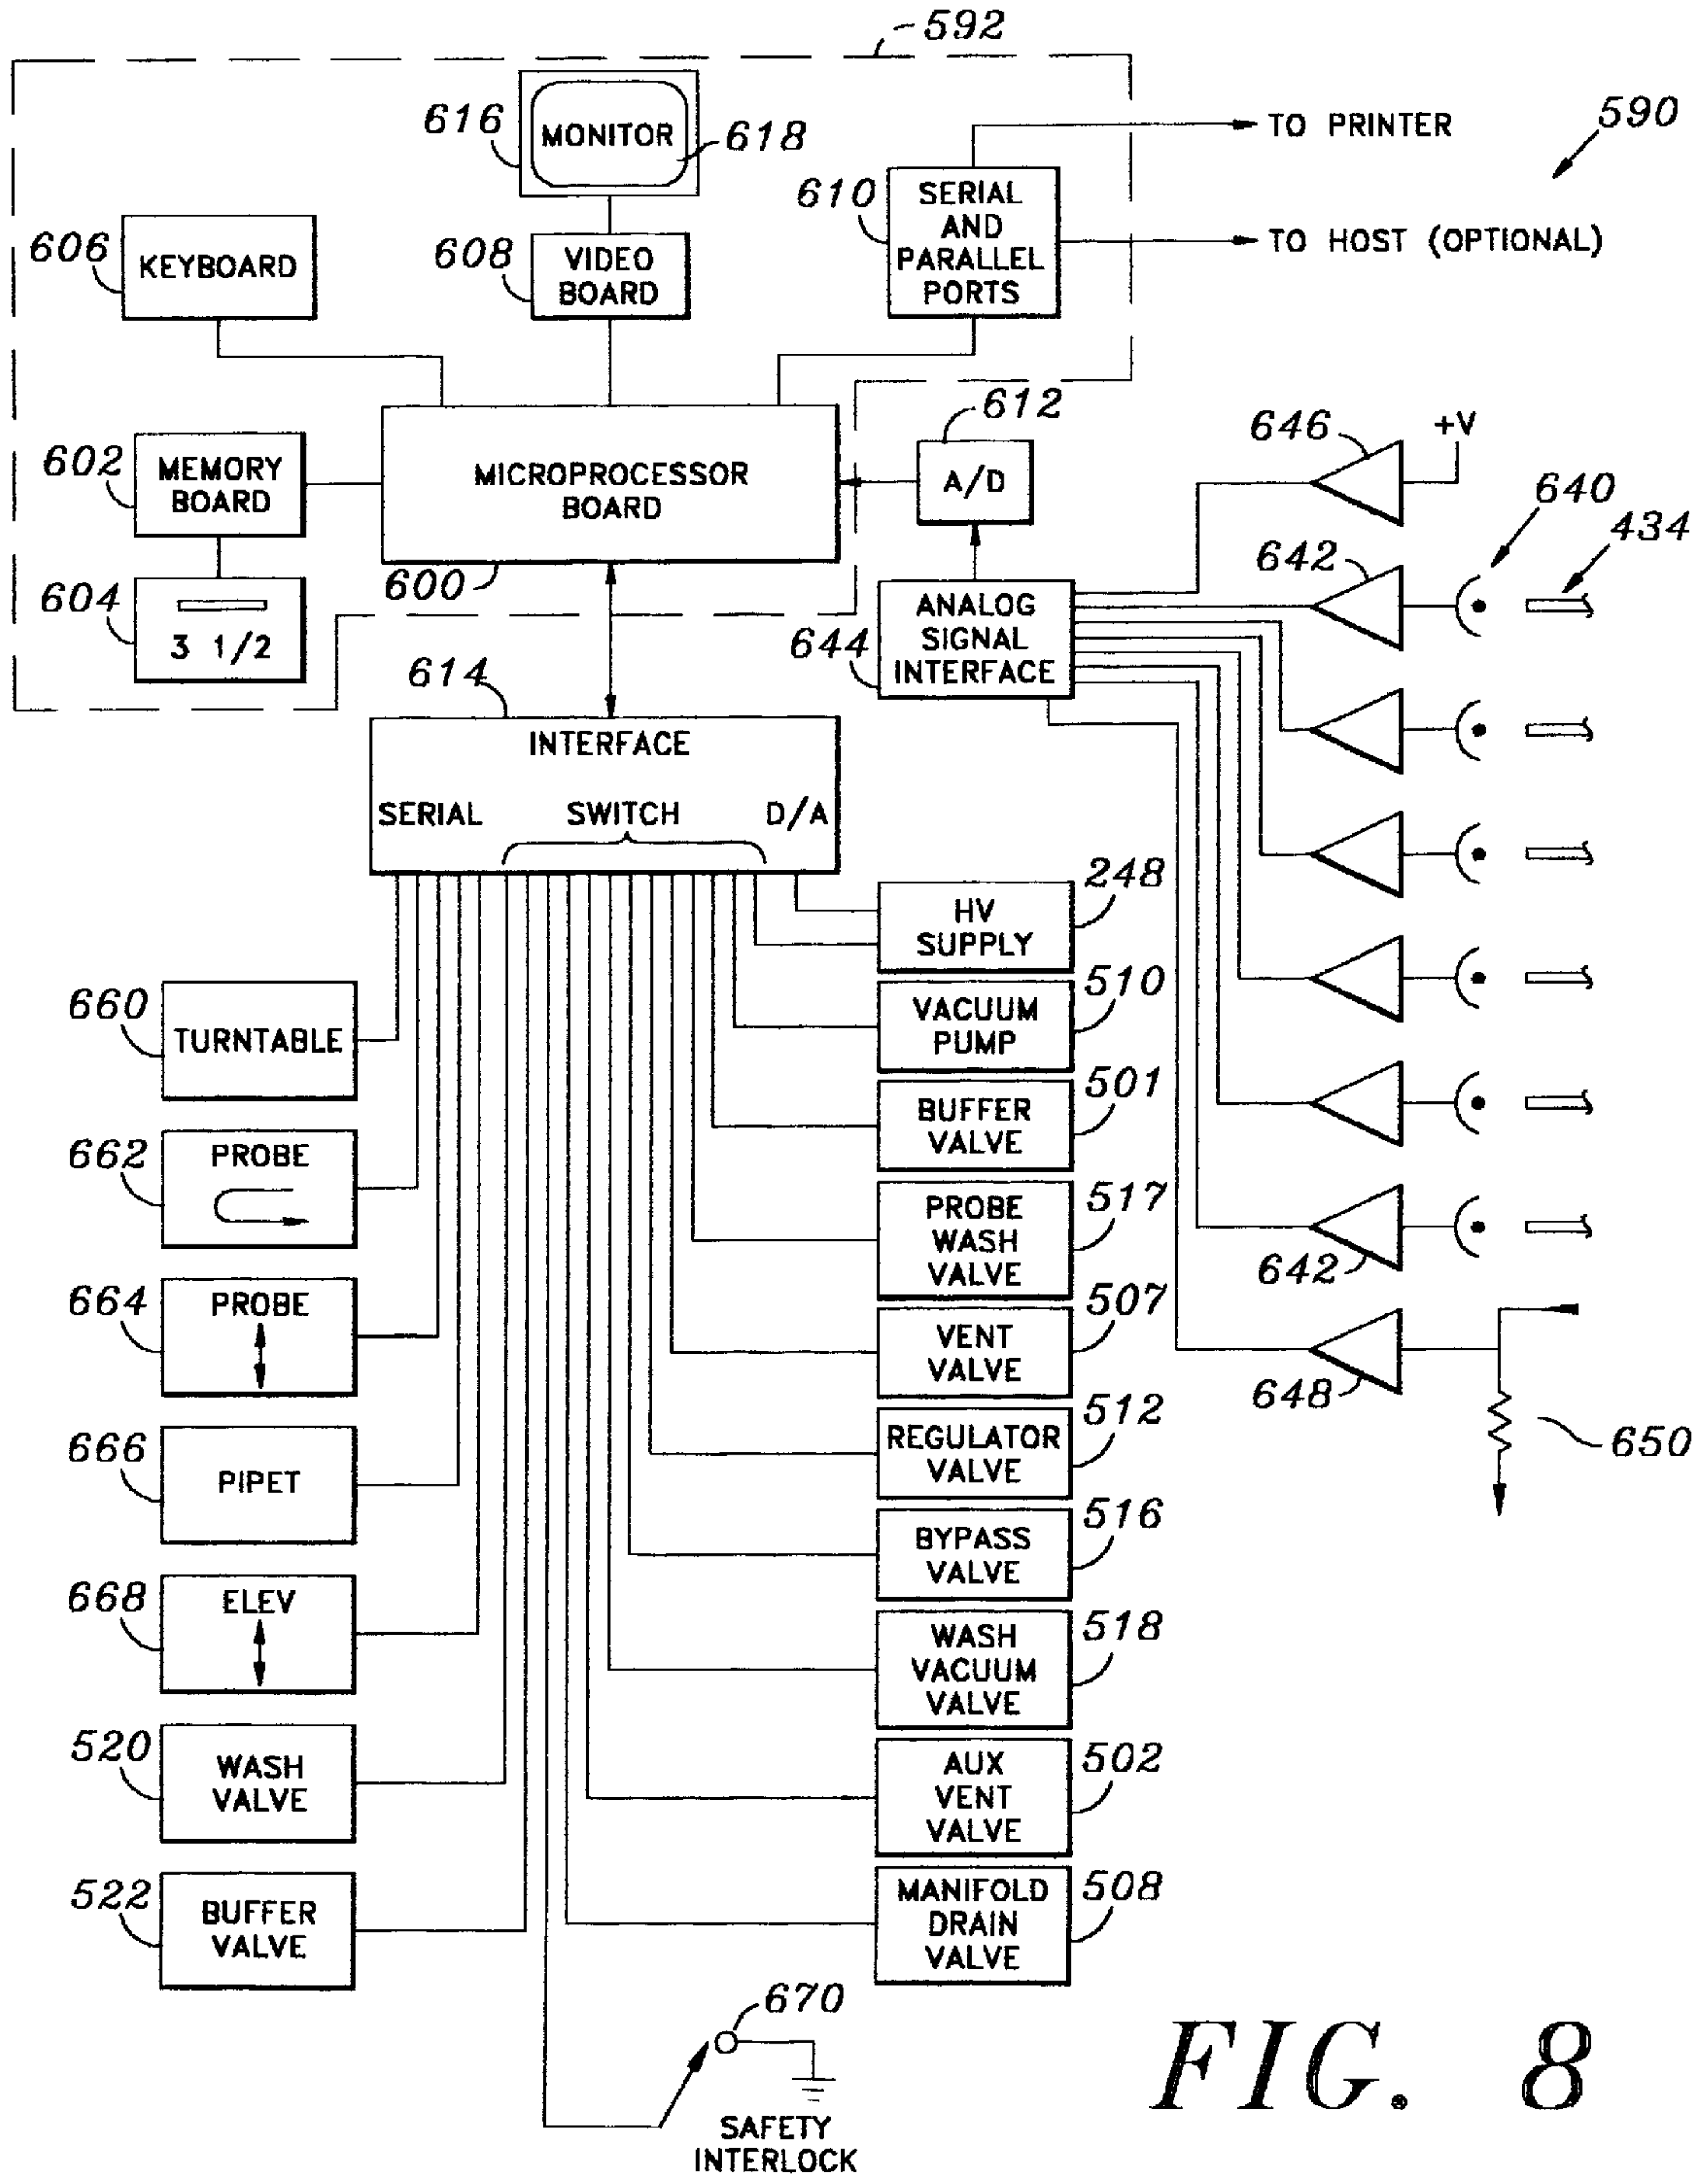 592
616
MONITOR
618
TO PRINTER
590
610
SERIAL
AND
PARALLEL
PORTS
TO HOST (OPTIONAL)
606
KEYBOARD
608
VIDEO
BOARD
612
A/D
646
+V
640
434
602
MEMORY
BOARD
MICROPROCESSOR
BOARD
600
604
3 1/2
644
ANALOG
SIGNAL
INTERFACE
642
614
INTERFACE
SERIAL
SWITCH
D/A
248
HV
SUPPLY
510
VACUUM
PUMP
501
BUFFER
VALVE
517
PROBE
WASH
VALVE
642
507
VENT
VALVE
648
650
512
REGULATOR
VALVE
516
BYPASS
VALVE
518
WASH
VACUUM
VALVE
502
AUX
VENT
VALVE
508
MANIFOLD
DRAIN
VALVE
660
TURNTABLE
662
PROBE
664
PROBE
666
PIPET
668
ELEV
520
WASH
VALVE
522
BUFFER
VALVE
670
SAFETY
INTERLOCK
FIG. 8